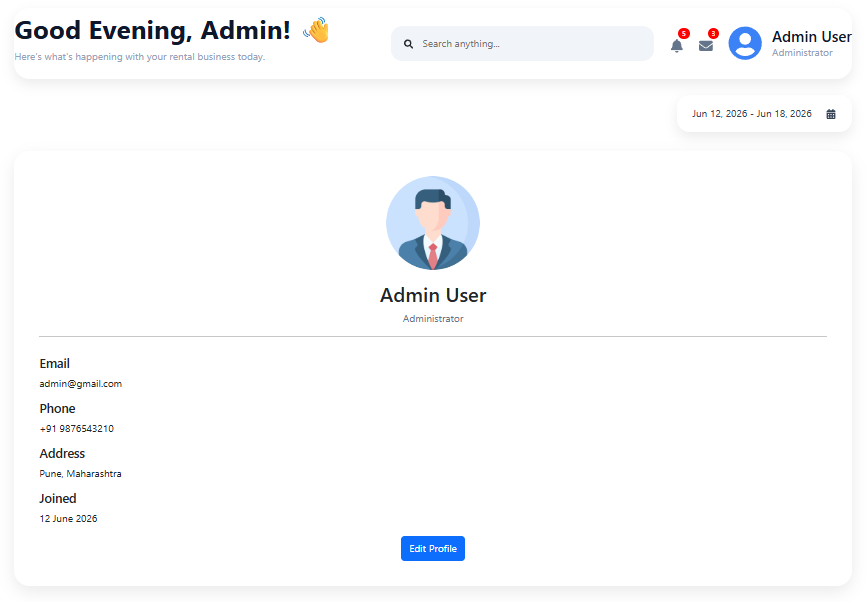 Good Evening, Admin! 👋
Here's what's happening with your rental business today.
Search anything...
5
3
Admin User
Administrator
Jun 12, 2026 - Jun 18, 2026
Admin User
Administrator
Email
admin@gmail.com
Phone
+91 9876543210
Address
Pune, Maharashtra
Joined
12 June 2026
Edit Profile